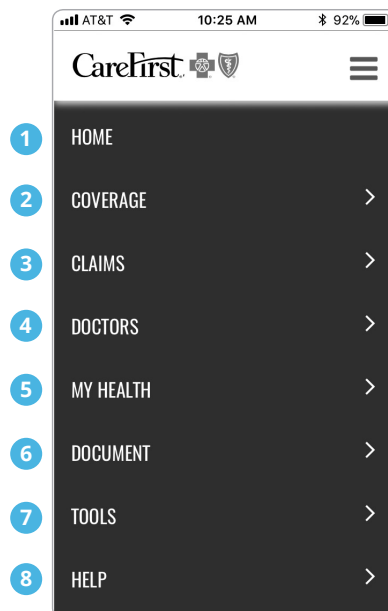 AT&T 10:25 AM 92%
CareFirst
1 HOME
2 COVERAGE
3 CLAIMS
4 DOCTORS
5 MY HEALTH
6 DOCUMENT
7 TOOLS
8 HELP